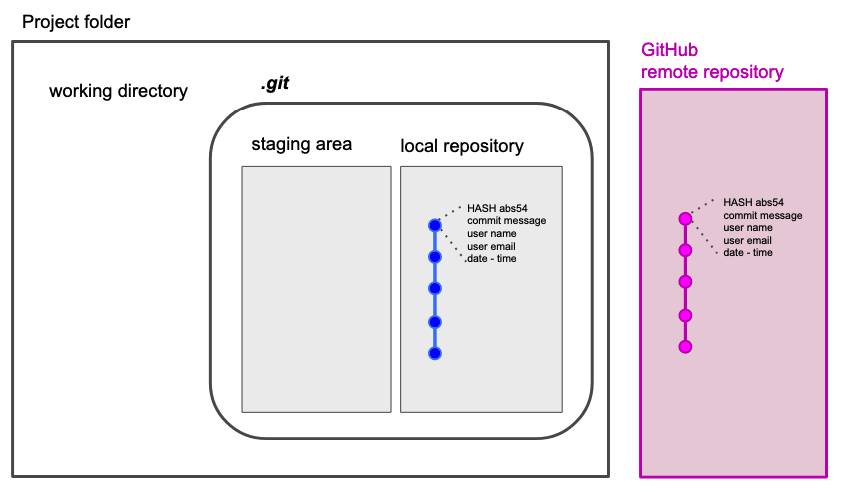 Project folder
working directory
.git
staging area
local repository
HASH abs54
commit message
user name
user email
date - time
GitHub
remote repository
HASH abs54
commit message
user name
user email
date - time